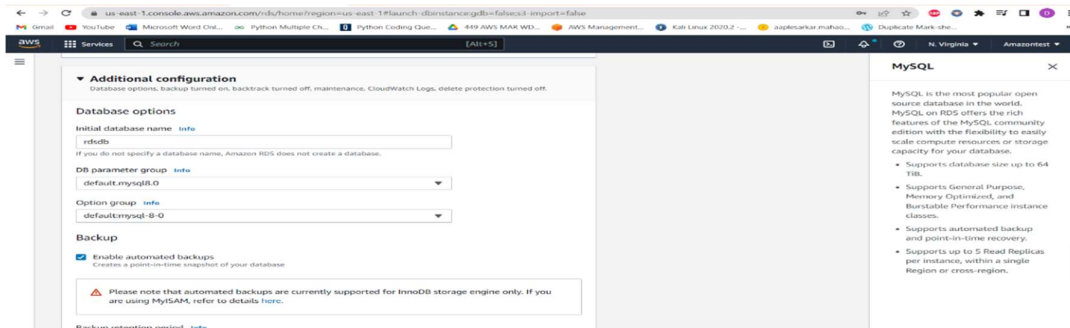 us-east-1.console.aws.amazon.com/rds/home?region=us-east-1#launch-dbinstance:gdb=false;s3-import=false
Gmail YouTube Microsoft Word Onl... Python Multiple Ch... Python Coding Que... 449 AWS MAR WD... AWS Management... Kali Linux 2020.2 -... aaplesarkar.mahao... Duplicate Mark-she...
aws Services Search [Alt+S] N. Virginia Amazontest
Additional configuration
Database options, backup turned on, backtrack turned off, maintenance, CloudWatch Logs, delete protection turned off.
Database options
Initial database name Info
rdsdb
If you do not specify a database name, Amazon RDS does not create a database.
DB parameter group Info
default.mysql8.0
Option group Info
default:mysql-8-0
Backup
Enable automated backups
Creates a point-in-time snapshot of your database
Please note that automated backups are currently supported for InnoDB storage engine only. If you
are using MyISAM, refer to details here.
Backup retention period Info
MySQL
MySQL is the most popular open
source database in the world.
MySQL on RDS offers the rich
features of the MySQL community
edition with the flexibility to easily
scale compute resources or storage
capacity for your database.
• Supports database size up to 64
TiB.
• Supports General Purpose,
Memory Optimized, and
Burstable Performance instance
classes.
• Supports automated backup
and point-in-time recovery.
• Supports up to 5 Read Replicas
per instance, within a single
Region or cross-region.